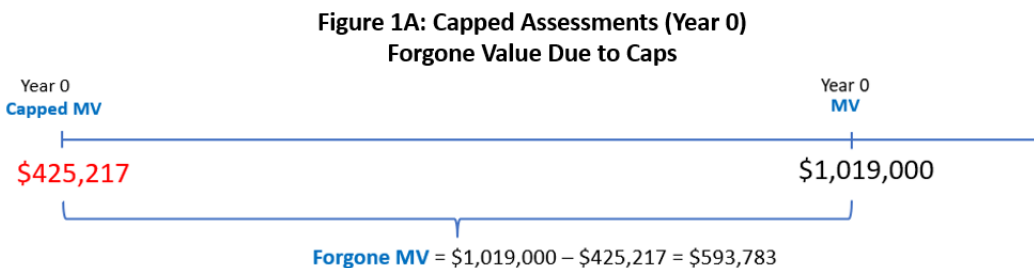 Figure 1A: Capped Assessments (Year 0)
Forgone Value Due to Caps
Year 0
Capped MV
Year 0
MV
$425,217
$1,019,000
Forgone MV = $1,019,000 – $425,217 = $593,783